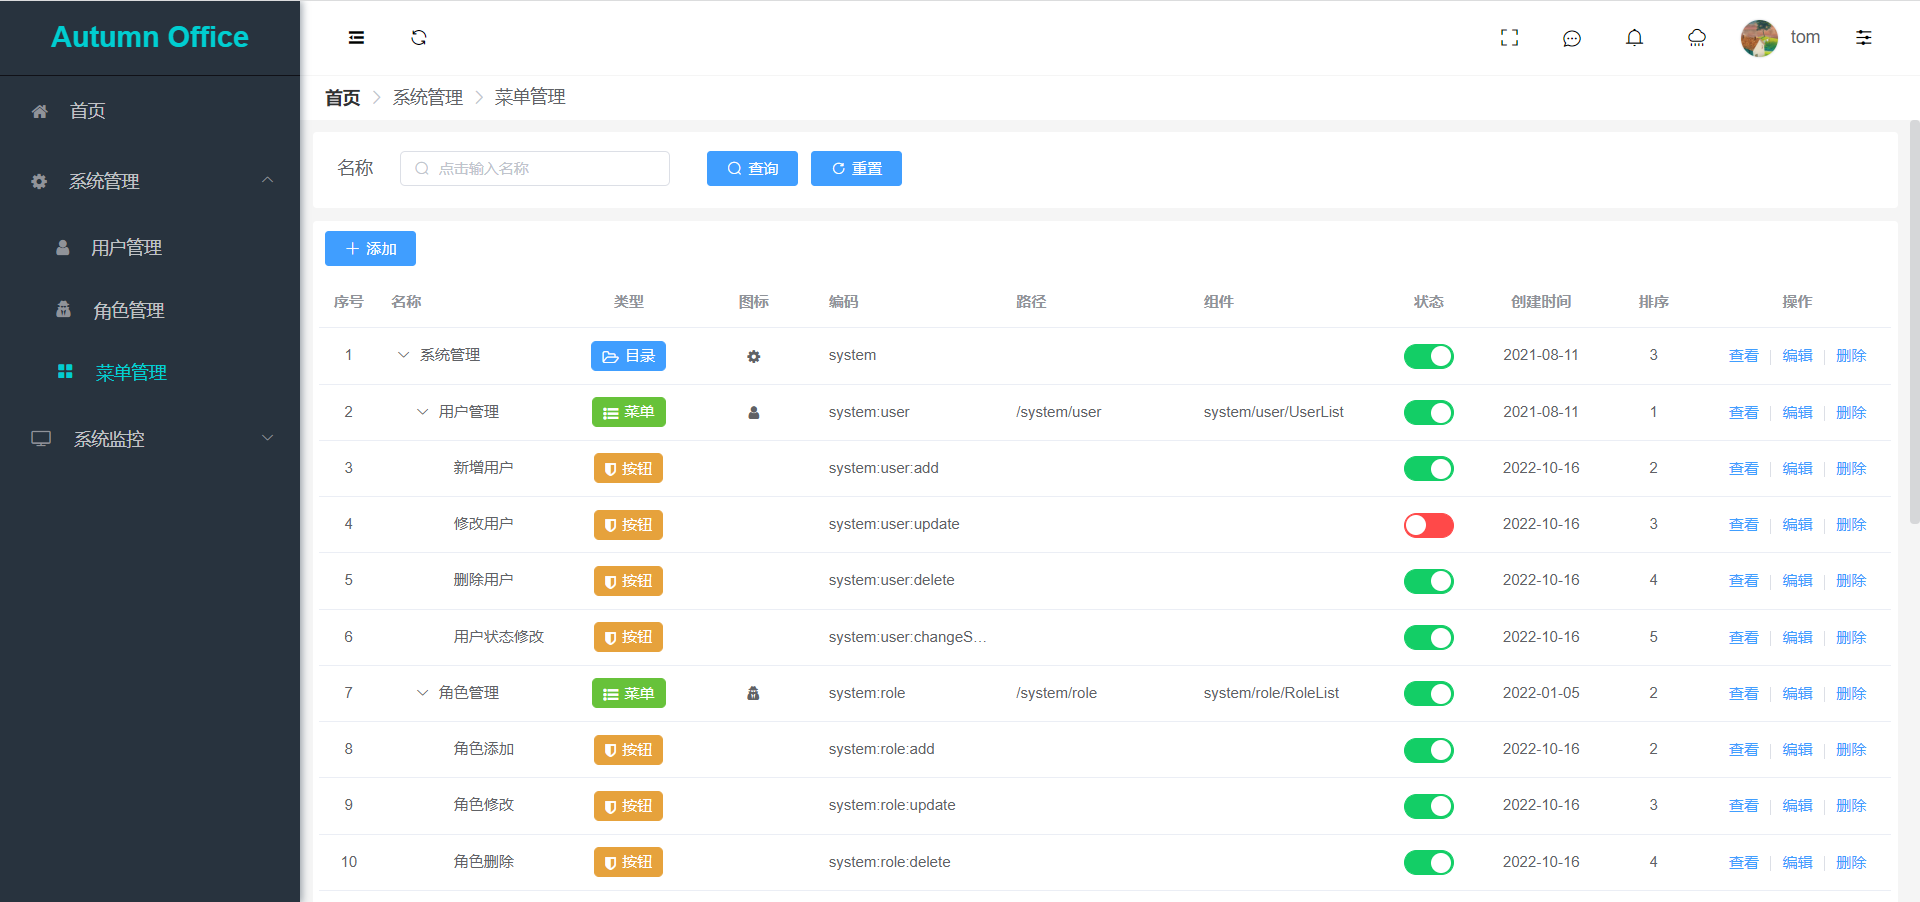 Autumn Office
tom
首页
系统管理
用户管理
角色管理
菜单管理
系统监控
首页 系统管理 菜单管理
名称 点击输入名称 查询 重置
添加
序号 名称 类型 图标 编码 路径 组件 状态 创建时间 排序 操作
1 系统管理 目录 system 2021-08-11 3 查看 编辑 删除
2 用户管理 菜单 system:user /system/user system/user/UserList 2021-08-11 1 查看 编辑 删除
3 新增用户 按钮 system:user:add 2022-10-16 2 查看 编辑 删除
4 修改用户 按钮 system:user:update 2022-10-16 3 查看 编辑 删除
5 删除用户 按钮 system:user:delete 2022-10-16 4 查看 编辑 删除
6 用户状态修改 按钮 system:user:changeS... 2022-10-16 5 查看 编辑 删除
7 角色管理 菜单 system:role /system/role system/role/RoleList 2022-01-05 2 查看 编辑 删除
8 角色添加 按钮 system:role:add 2022-10-16 2 查看 编辑 删除
9 角色修改 按钮 system:role:update 2022-10-16 3 查看 编辑 删除
10 角色删除 按钮 system:role:delete 2022-10-16 4 查看 编辑 删除